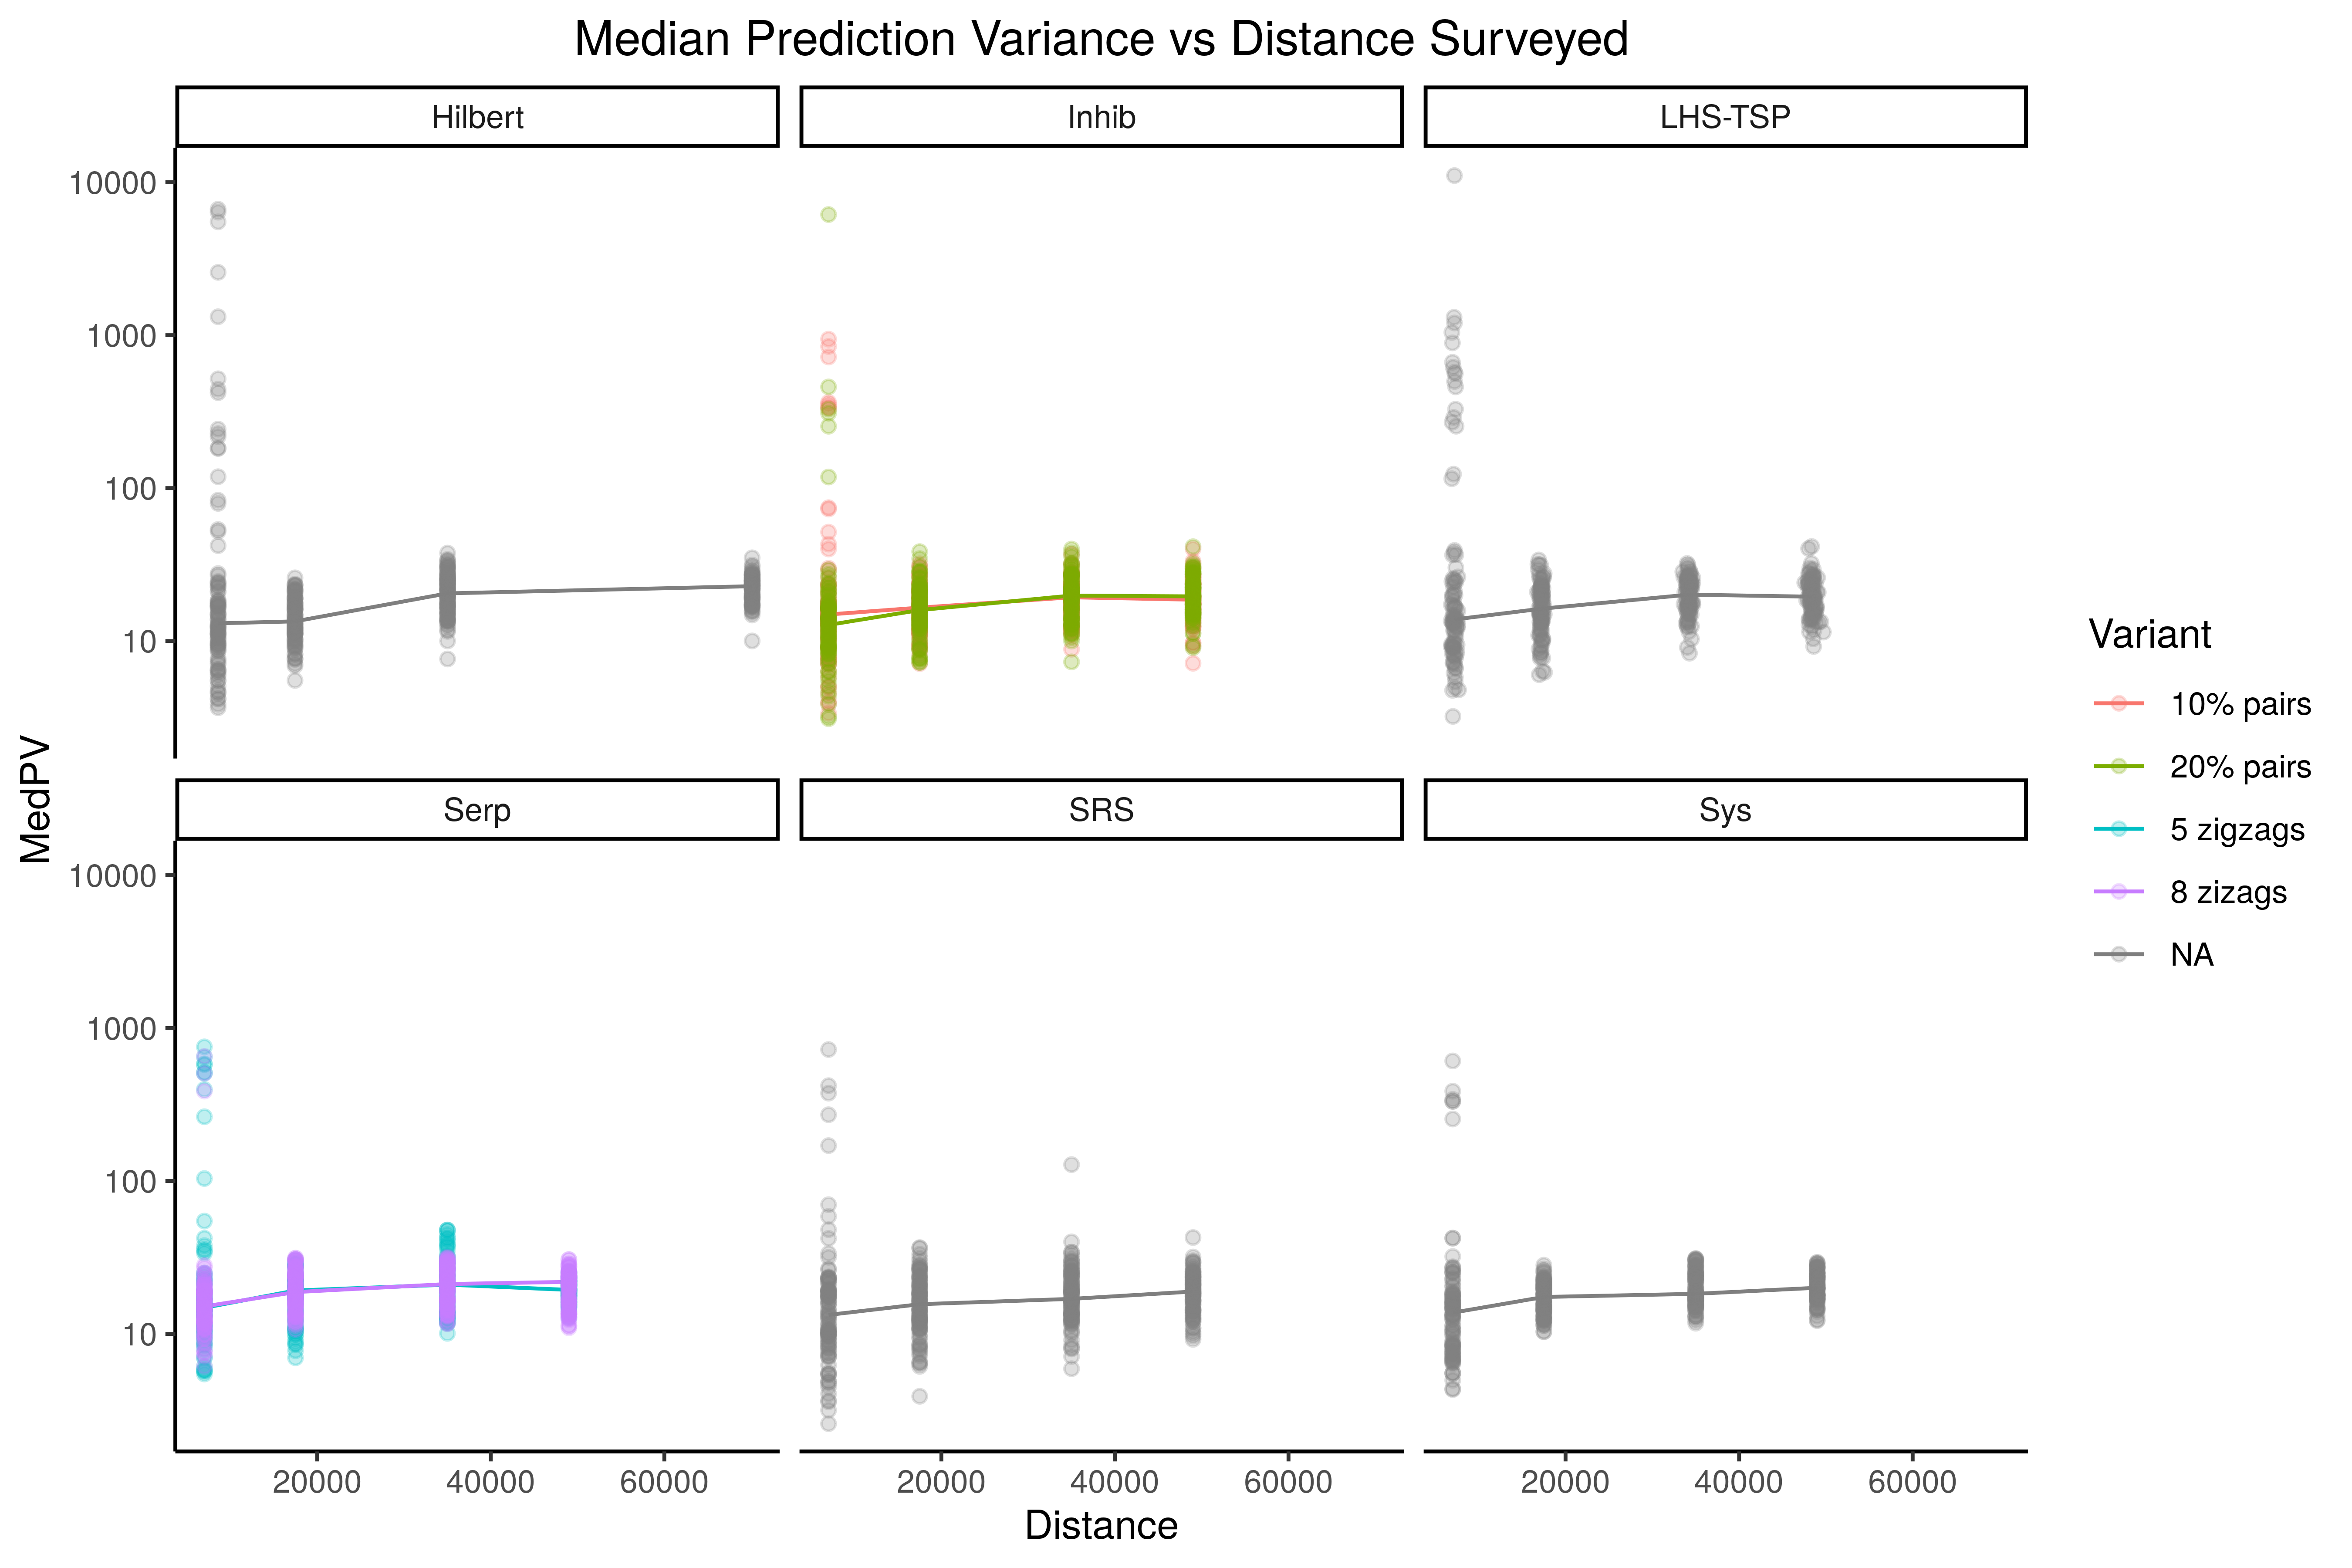 Median Prediction Variance vs Distance Surveyed
Hilbert
Inhib
LHS-TSP
10000
1000
100
10
Serp
SRS
Sys
10000
1000
100
10
20000
40000
60000
20000
40000
60000
20000
40000
60000
Distance
MedPV
Variant
10% pairs
20% pairs
5 zigzags
8 zizags
NA